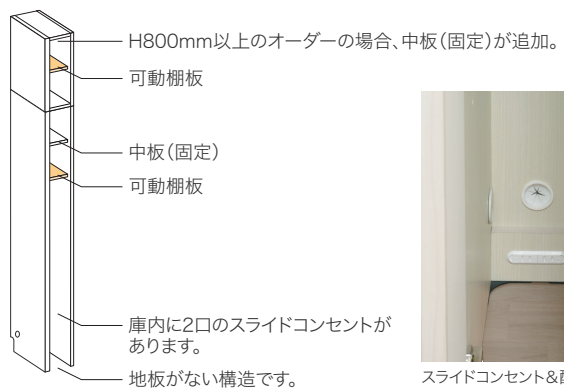 H800mm以上のオーダーの場合、中板（固定）が追加。
可動棚板
中板（固定）
可動棚板
庫内に2口のスライドコンセントが
あります。
地板がない構造です。
スライドコンセント&